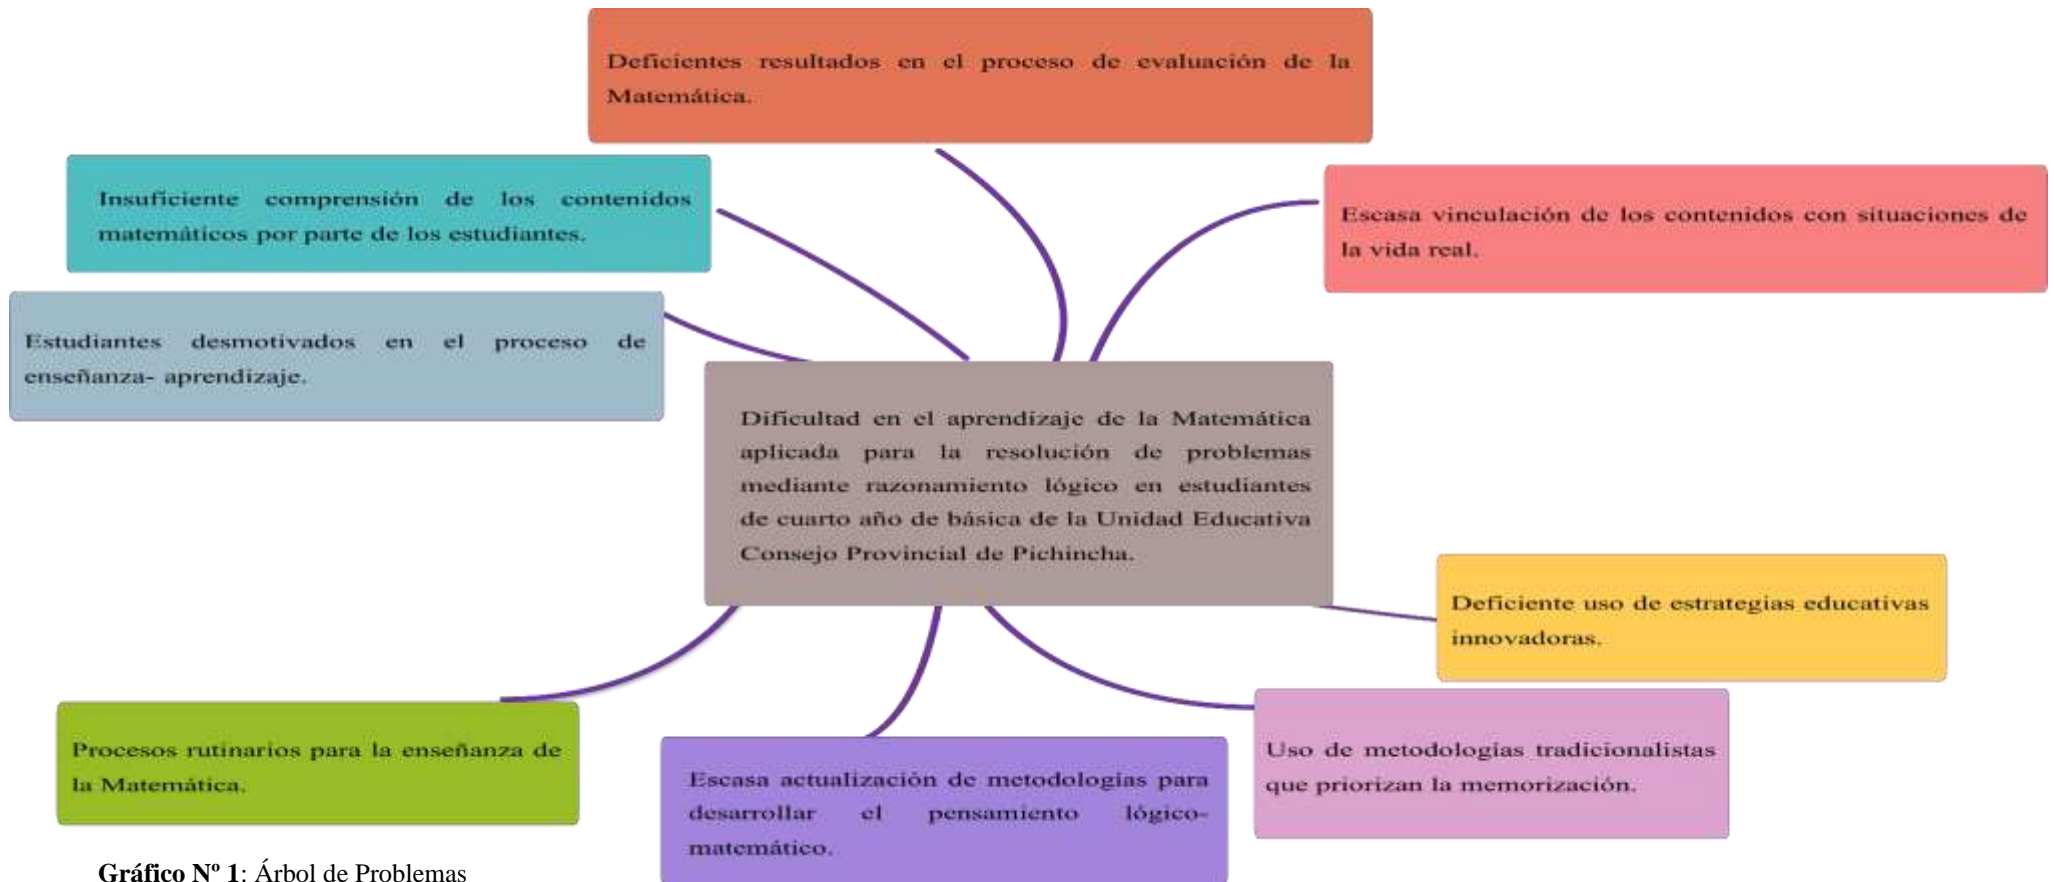 Deficientes resultados en el proceso de evaluación de la
Matemática.
Insuficiente comprensión de los contenidos
matemáticos por parte de los estudiantes.
Escasa vinculación de los contenidos con situaciones de
la vida real.
Estudiantes desmotivados en el proceso de
enseñanza- aprendizaje.
Dificultad en el aprendizaje de la Matemática
aplicada para la resolución de problemas
mediante razonamiento lógico en estudiantes
de cuarto año de básica de la Unidad Educativa
Consejo Provincial de Pichincha.
Deficiente uso de estrategias educativas
innovadoras.
Procesos rutinarios para la enseñanza de
la Matemática.
Escasa actualización de metodologías para
desarrollar el pensamiento lógico-
matemático.
Uso de metodologías tradicionalistas
que priorizan la memorización.
Gráfico Nº 1: Árbol de Problemas